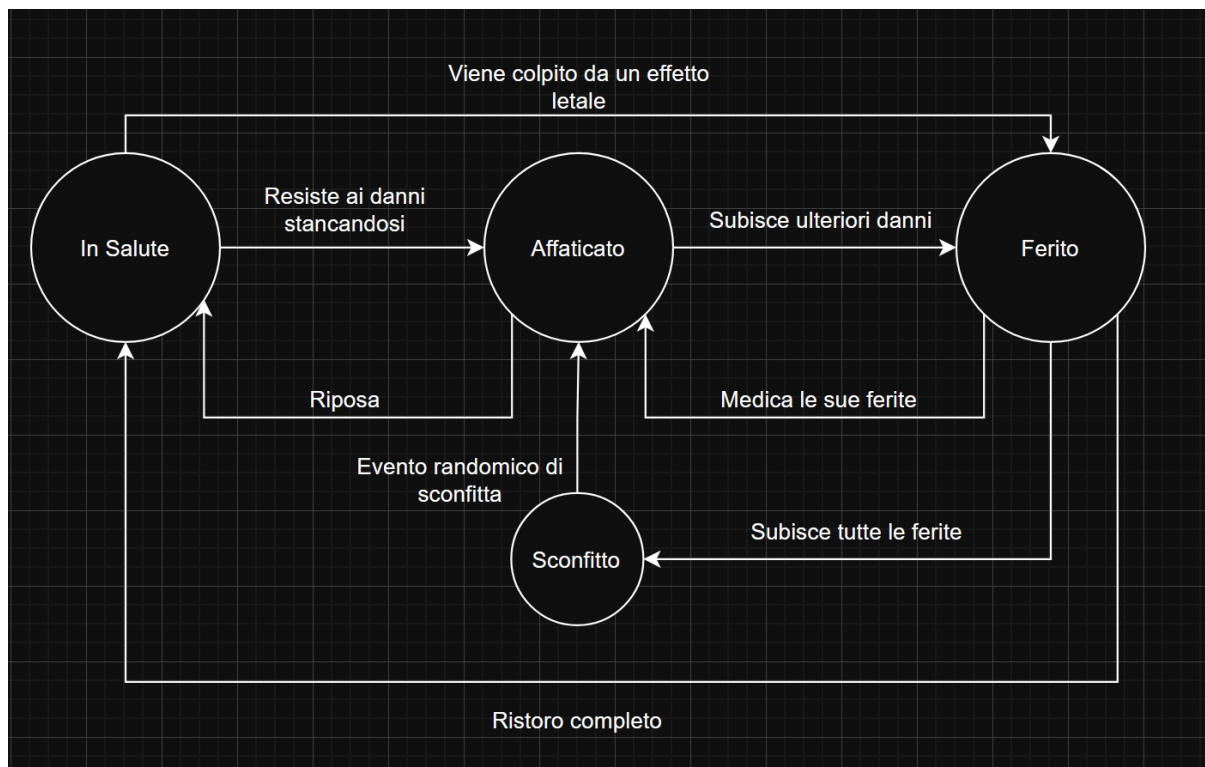 Viene colpito da un effetto
letale
Resiste ai danni
stancandosi
Subisce ulteriori danni
In Salute
Affaticato
Ferito
Riposa
Medica le sue ferite
Evento randomico di
sconfitta
Subisce tutte le ferite
Sconfitto
Ristoro completo